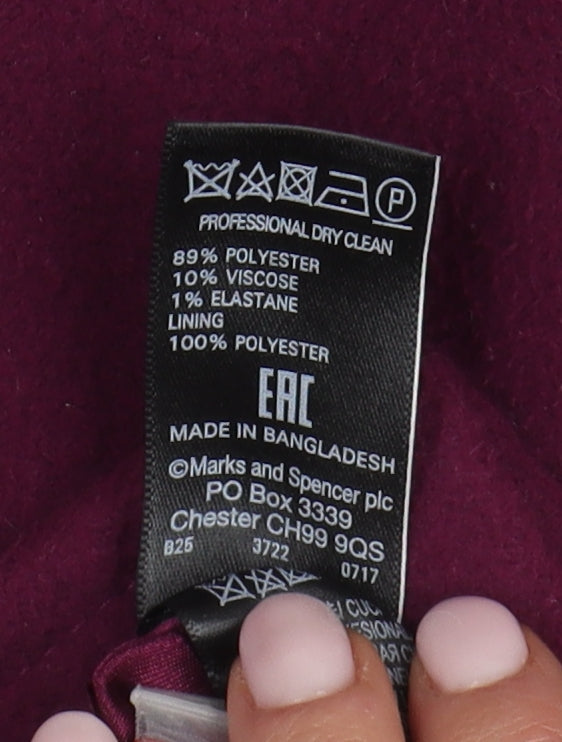 P
PROFESSIONAL DRY CLEAN
89% POLYESTER
10% VISCOSE
1% ELASTANE
LINING
100% POLYESTER
EAC
MADE IN BANGLADESH
©Marks and Spencer plc
PO Box 3339
Chester CH99 9QS
B25 3722 0717